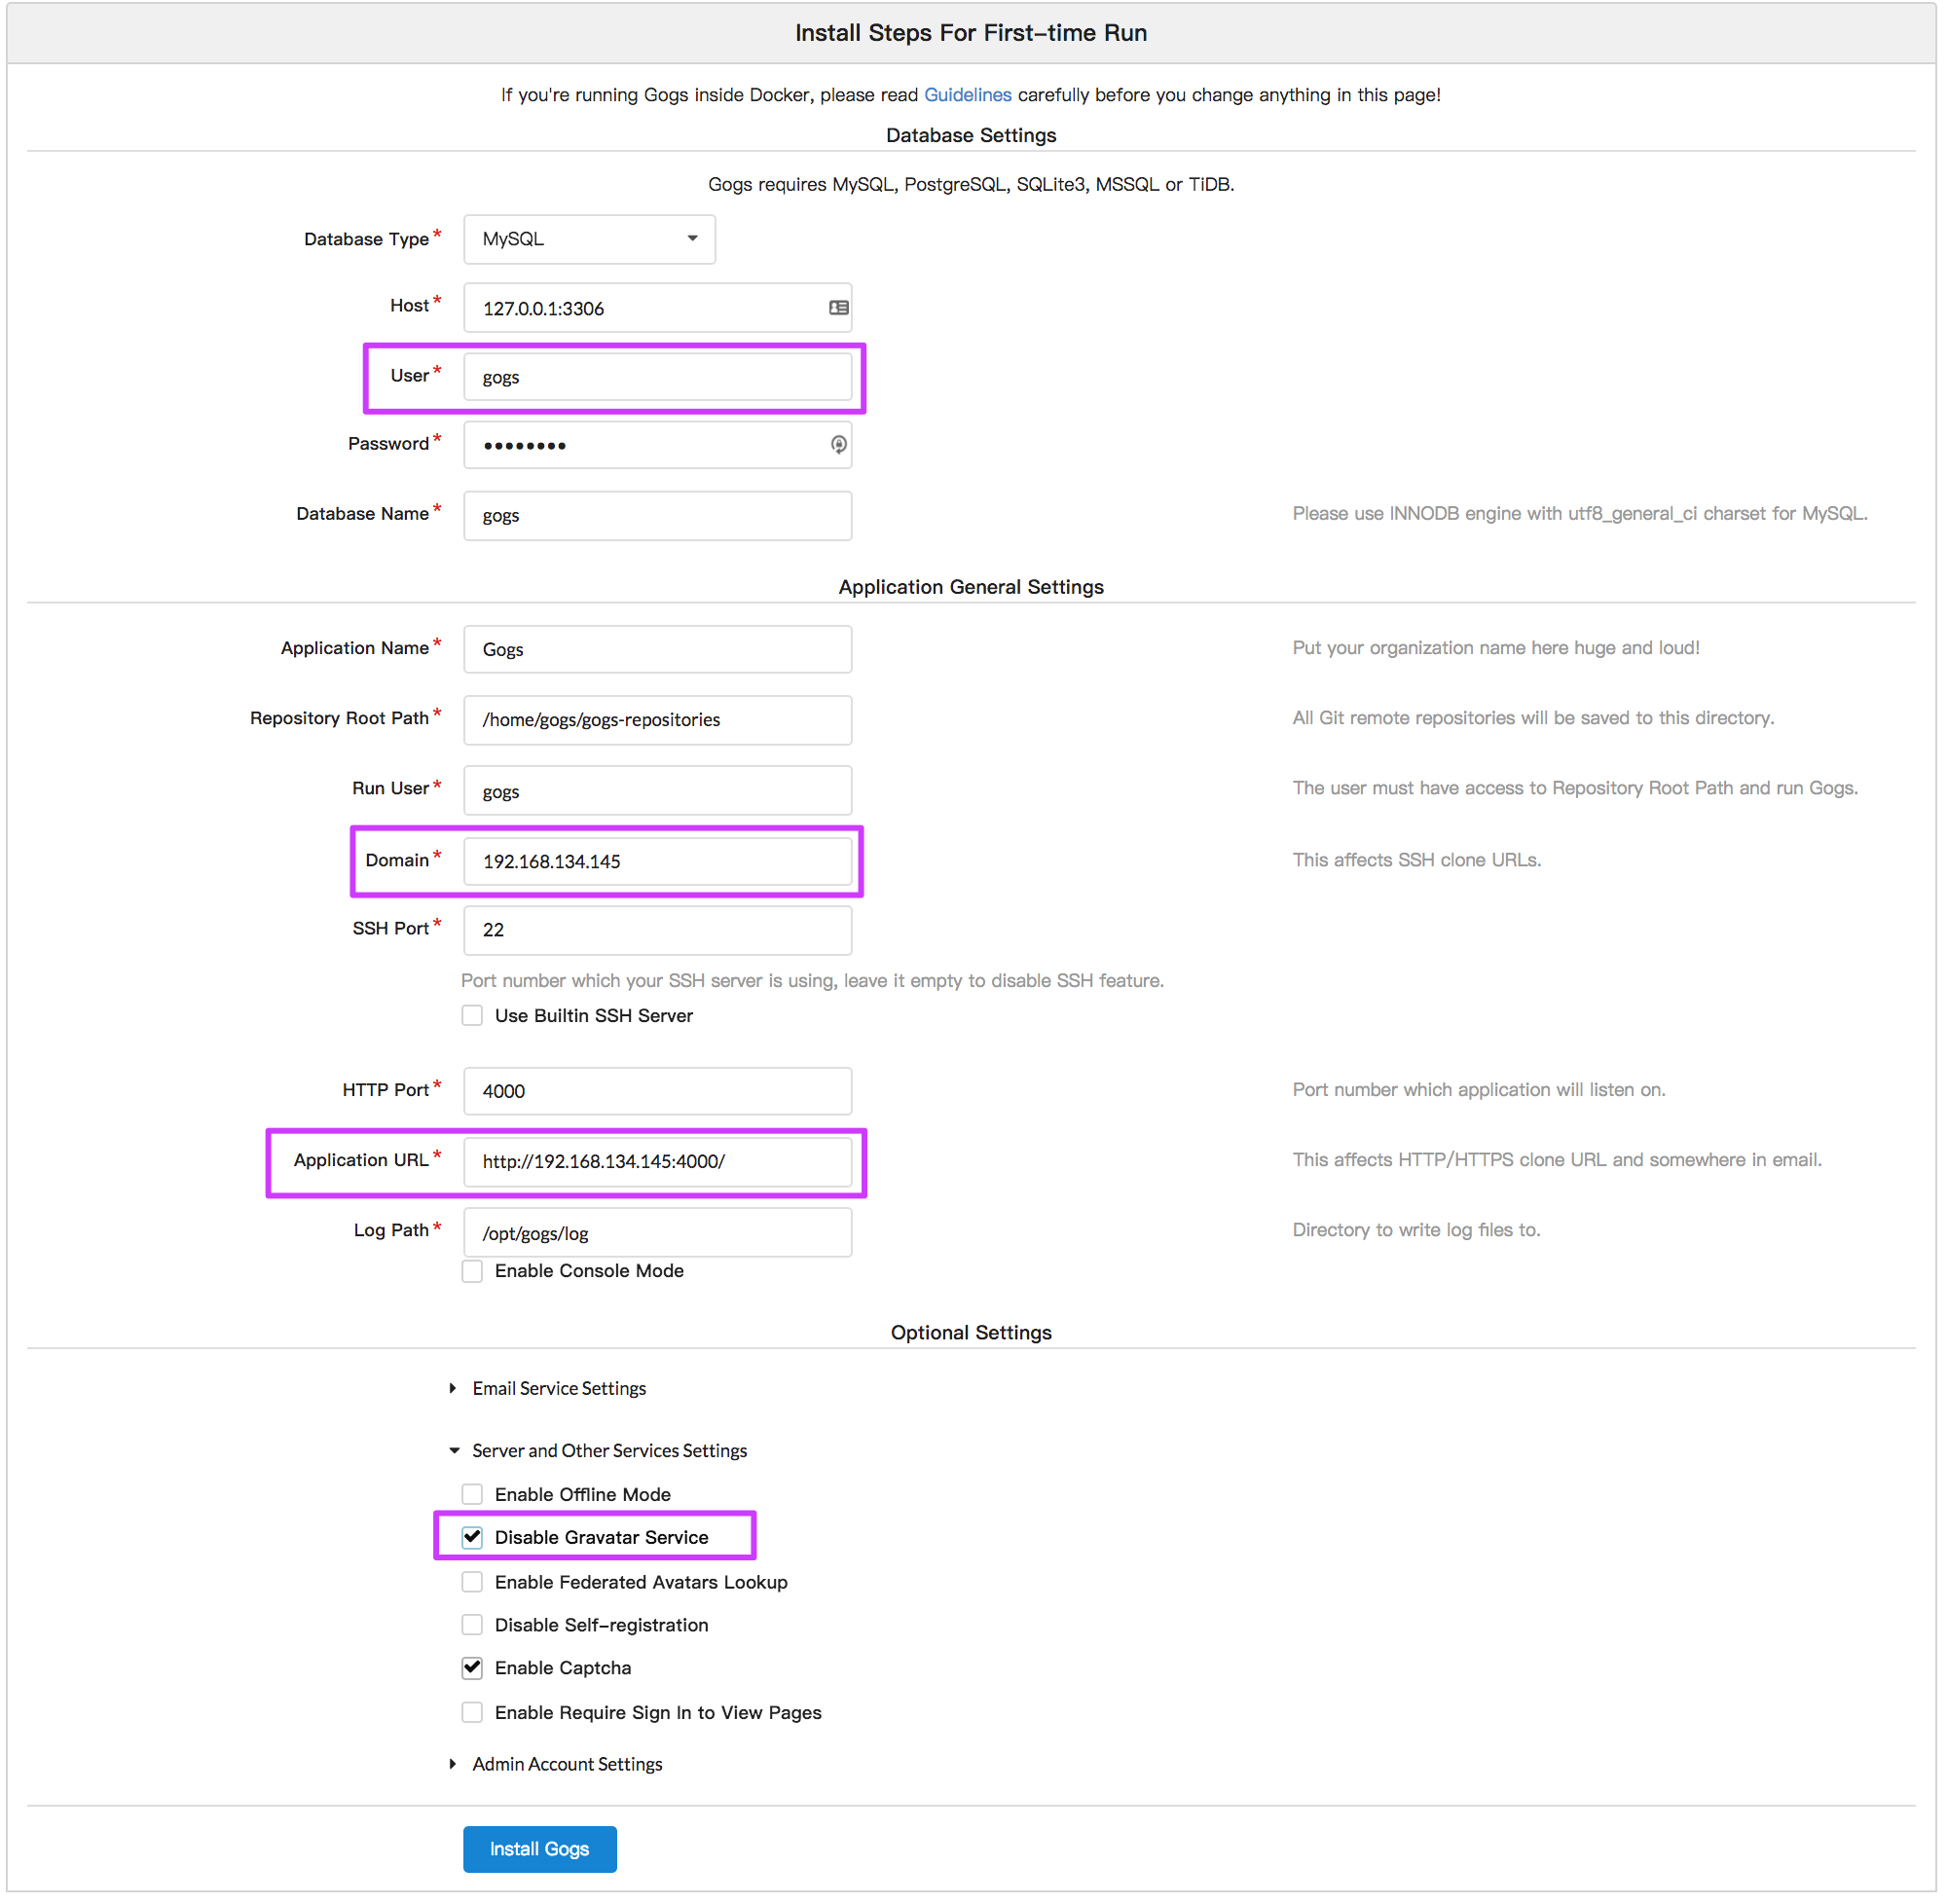 Install Steps For First-time Run
If you're running Gogs inside Docker, please read Guidelines carefully before you change anything in this page!
Database Settings
Gogs requires MySQL, PostgreSQL, SQLite3, MSSQL or TiDB.
Database Type* MySQL
Host* 127.0.0.1:3306
User* gogs
Password* ••••••••
Database Name* gogs Please use INNODB engine with utf8_general_ci charset for MySQL.
Application General Settings
Application Name* Gogs Put your organization name here huge and loud!
Repository Root Path* /home/gogs/gogs-repositories All Git remote repositories will be saved to this directory.
Run User* gogs The user must have access to Repository Root Path and run Gogs.
Domain* 192.168.134.145 This affects SSH clone URLs.
SSH Port* 22
Port number which your SSH server is using, leave it empty to disable SSH feature.
Use Builtin SSH Server
HTTP Port* 4000 Port number which application will listen on.
Application URL* http://192.168.134.145:4000/ This affects HTTP/HTTPS clone URL and somewhere in email.
Log Path* /opt/gogs/log Directory to write log files to.
Enable Console Mode
Optional Settings
Email Service Settings
Server and Other Services Settings
Enable Offline Mode
Disable Gravatar Service
Enable Federated Avatars Lookup
Disable Self-registration
Enable Captcha
Enable Require Sign In to View Pages
Admin Account Settings
Install Gogs